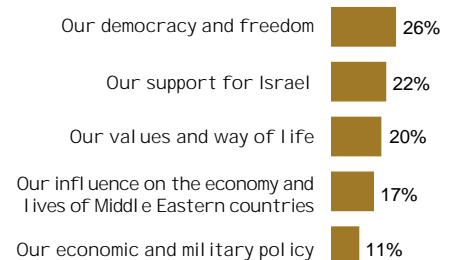 Our democracy and freedom 26%
Our support for Israel 22%
Our values and way of life 20%
Our influence on the economy and
lives of Middle Eastern countries 17%
Our economic and military policy 11%